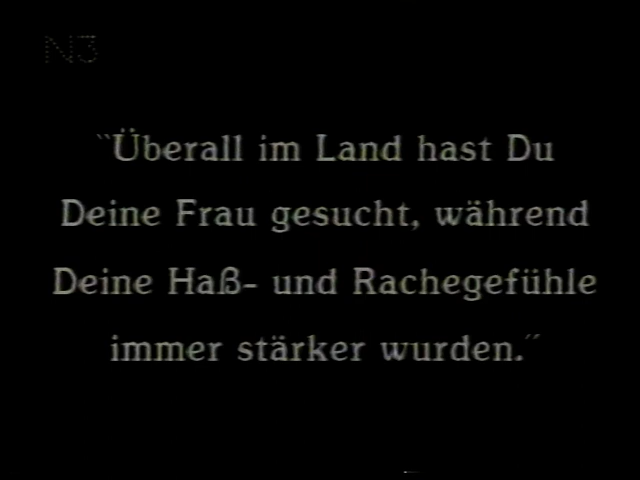 N3
"Überall im Land hast Du
Deine Frau gesucht, während
Deine Haß- und Rachegefühle
immer stärker wurden."